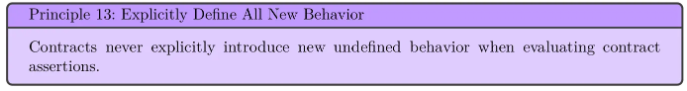 Principle 13: Explicitly Define All New Behavior
Contracts never explicitly introduce new undefined behavior when evaluating contract
assertions.